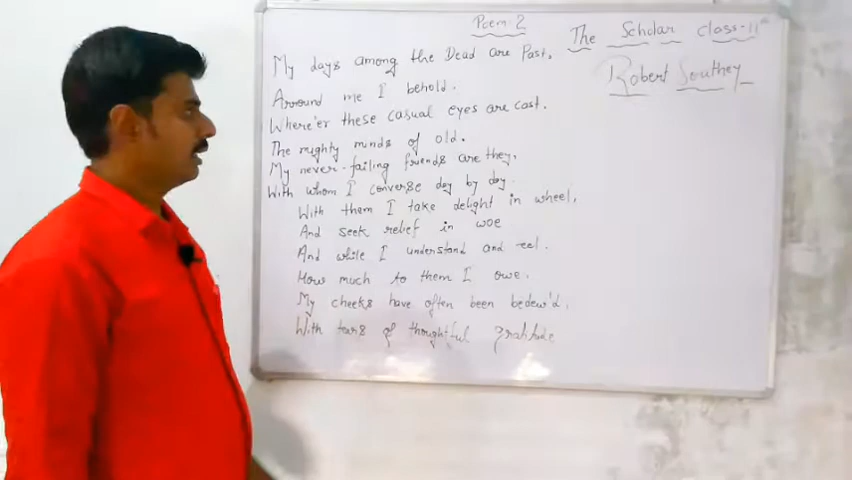 Poem - 2
The Scholar class - 11th
Robert Southey
My days among the Dead are Past,
Arround me I behold.
Where'er these casual eyes are cast.
The mighty minds of old.
My never-failing friends are they,
With whom I converse day by day.
With them I take delight in wheel,
And seek relief in woe
And while I understand and eel.
How much to them I owe.
My cheeks have often been bedew'd.
With tears of thoughtful gratitude